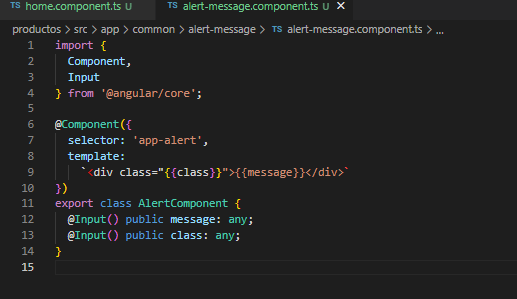 TS home.component.ts U TS alert-message.component.ts U ×
productos > src > app > common > alert-message > TS alert-message.component.ts > ...
1 import {
2   Component,
3   Input
4 } from '@angular/core';
5
6 @Component({
7   selector: 'app-alert',
8   template:
9     `<div class="{{class}}">{{message}}</div>`
10 })
11 export class AlertComponent {
12   @Input() public message: any;
13   @Input() public class: any;
14 }
15